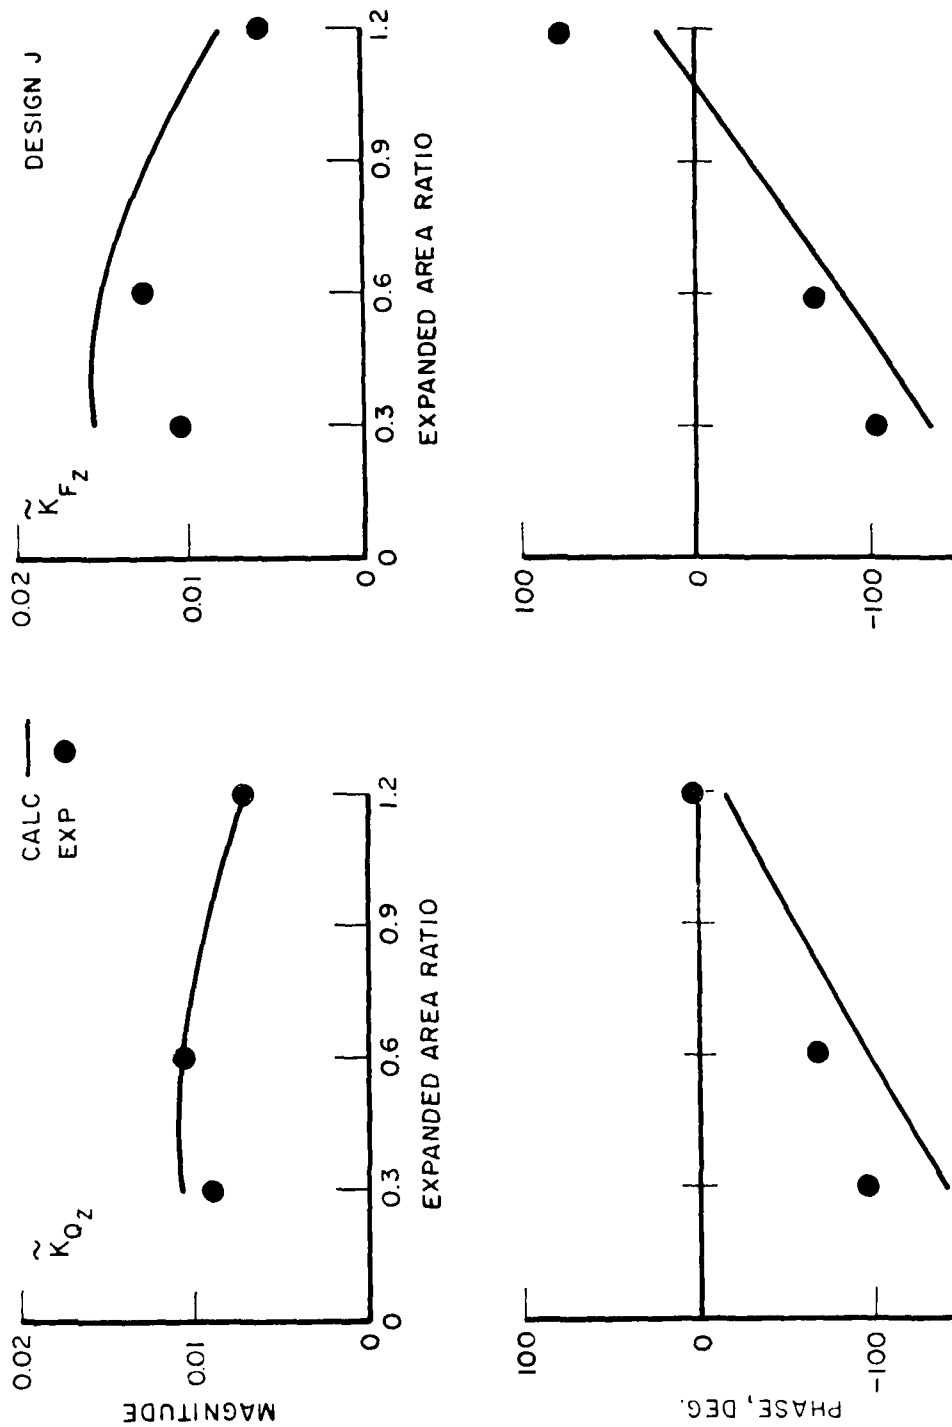 CALC
EXP
DESIGN J
MAGNITUDE
0.02
0.01
0
K̃_QZ
0 0.3 0.6 0.9 1.2
EXPANDED AREA RATIO
0.02
0.01
0
K̃_FZ
0 0.3 0.6 0.9 1.2
EXPANDED AREA RATIO
PHASE, DEG.
100
0
-100
100
0
-100